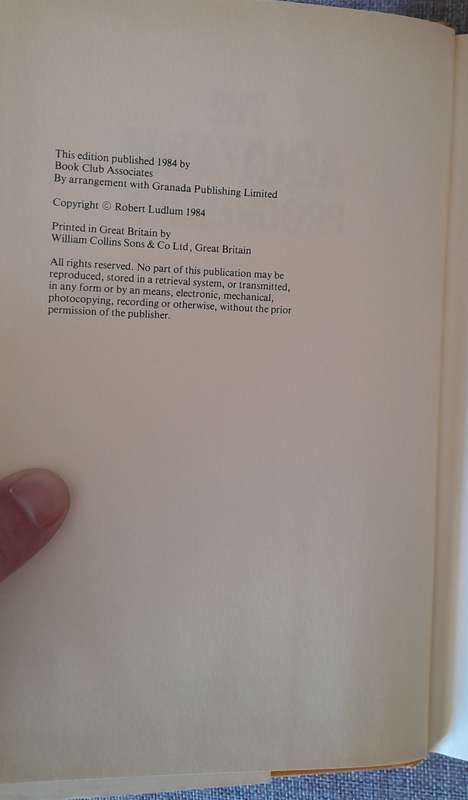 This edition published 1984 by
Book Club Associates
By arrangement with Granada Publishing Limited
Copyright © Robert Ludlum 1984
Printed in Great Britain by
William Collins Sons & Co Ltd, Great Britain
All rights reserved. No part of this publication may be
reproduced, stored in a retrieval system, or transmitted,
in any form or by an means, electronic, mechanical,
photocopying, recording or otherwise, without the prior
permission of the publisher.